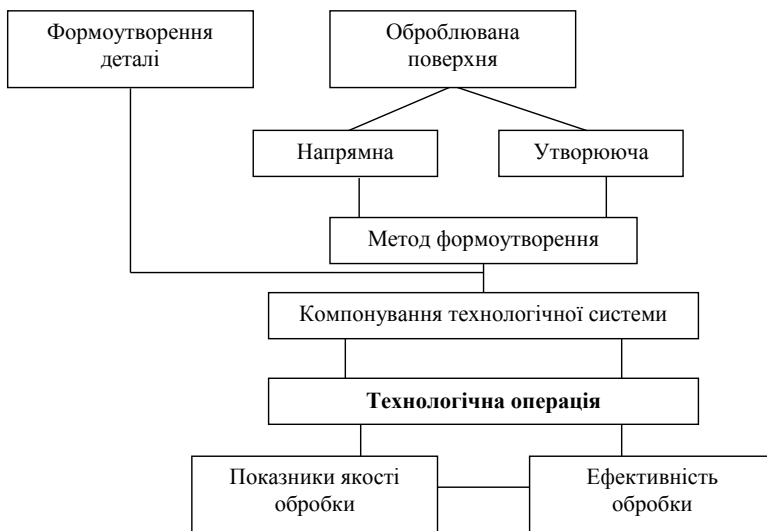 Формоутворення
деталі
Оброблювана
поверхня
Напрямна
Утворююча
Метод формоутворення
Компонування технологічної системи
Технологічна операція
Показники якості
обробки
Ефективність
обробки